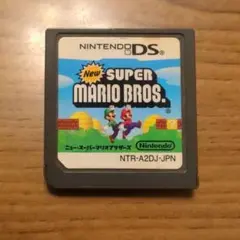 NINTENDO DS
New SUPER
MARIO BROS.
ニュー・スーパーマリオブラザーズ
Nintendo
NTR-A2DJ-JPN